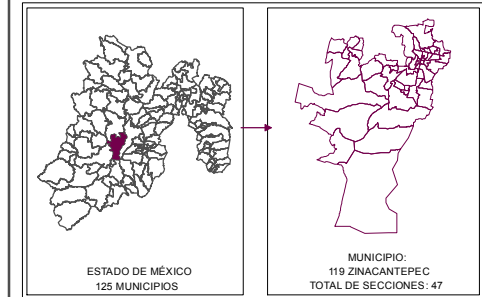 ESTADO DE MÉXICO
125 MUNICIPIOS
MUNICIPIO:
119 ZINACANTEPEC
TOTAL DE SECCIONES: 47